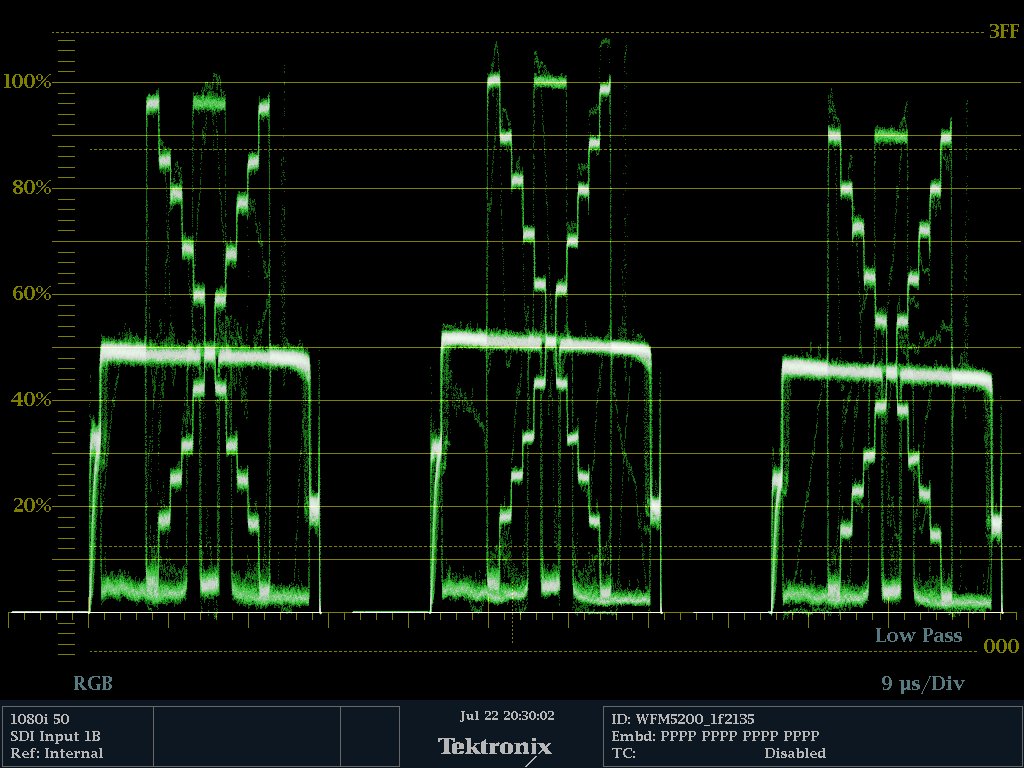 3FF
100%
80%
60%
40%
20%
Low Pass
000
RGB
9 µs/Div
1080i 50
SDI Input 1B
Ref: Internal
Jul 22 20:30:02
Tektronix
ID: WFM5200_1f2135
Embd: PPPP PPPP PPPP PPPP
TC: Disabled